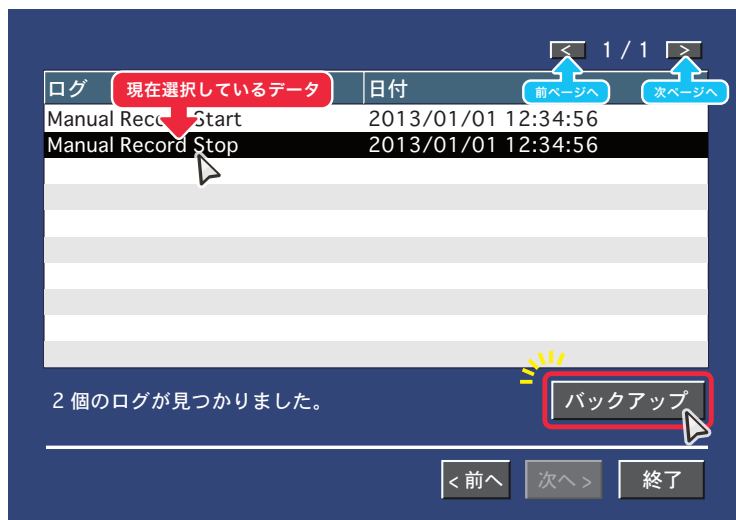 < 1 / 1 >
前ページへ 次ページへ
ログ 現在選択しているデータ 日付
Manual Record Start 2013/01/01 12:34:56
Manual Record Stop 2013/01/01 12:34:56
2 個のログが見つかりました。 バックアップ
< 前へ 次へ > 終了